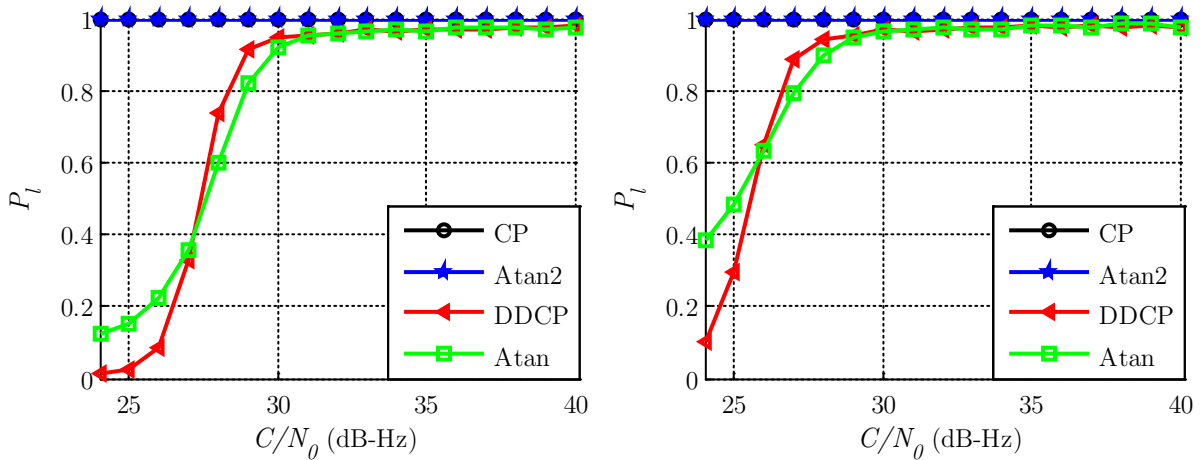 1
0.8
0.6
0.4
0.2
0
P_l
25
30
35
40
C/N_0 (dB-Hz)
CP
Atan2
DDCP
Atan
1
0.8
0.6
0.4
0.2
0
P_l
25
30
35
40
C/N_0 (dB-Hz)
CP
Atan2
DDCP
Atan